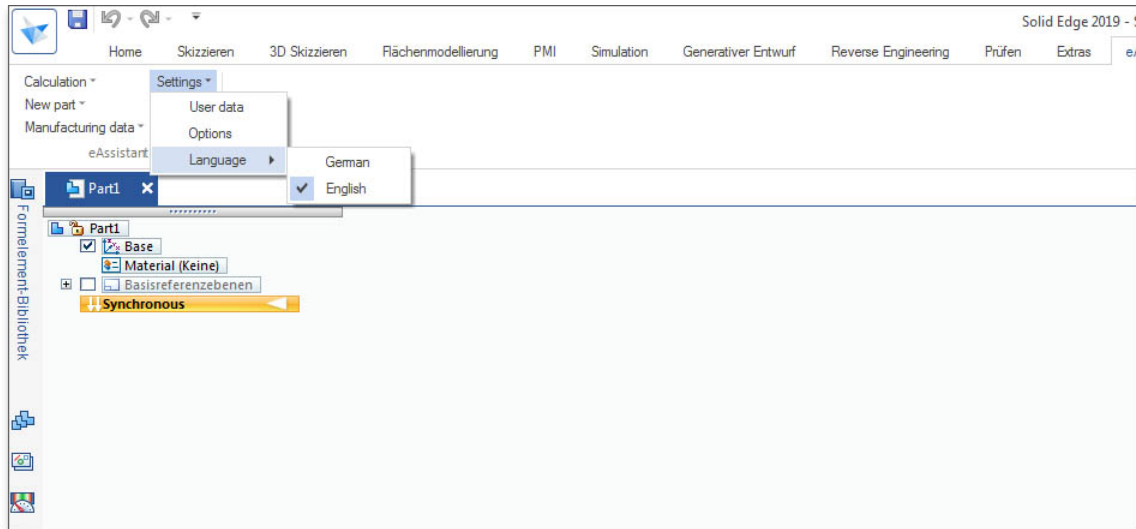 Solid Edge 2019 -
Home Skizzieren 3D Skizzieren Flächenmodellierung PMI Simulation Generativer Entwurf Reverse Engineering Prüfen Extras
Calculation Settings
New part User data
Manufacturing data Options
eAssistant Language German
English
Part1
Formelement-Bibliothek
Part1
Base
Material (Keine)
Basisreferenzebenen
Synchronous